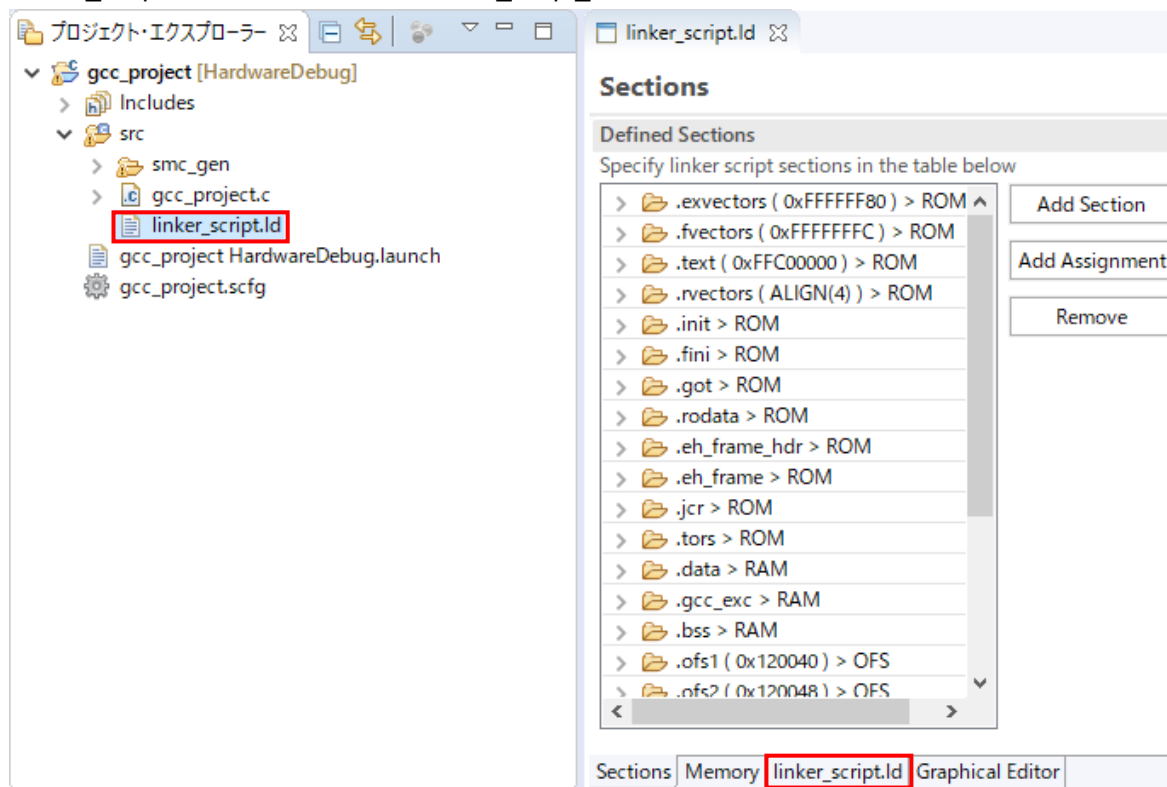 プロジェクト・エクスプローラー
gcc_project [HardwareDebug]
Includes
src
smc_gen
gcc_project.c
linker_script.ld
gcc_project HardwareDebug.launch
gcc_project.scfg
linker_script.ld
Sections
Defined Sections
Specify linker script sections in the table below
.exvectors ( 0xFFFFFF80 ) > ROM
.fvectors ( 0xFFFFFFFC ) > ROM
.text ( 0xFFC00000 ) > ROM
.rvectors ( ALIGN(4) ) > ROM
.init > ROM
.fini > ROM
.got > ROM
.rodata > ROM
.eh_frame_hdr > ROM
.eh_frame > ROM
.jcr > ROM
.tors > ROM
.data > RAM
.gcc_exc > RAM
.bss > RAM
.ofs1 ( 0x120040 ) > OFS
.ofs2 ( 0x120048 ) > OFS
Add Section
Add Assignment
Remove
Sections Memory linker_script.ld Graphical Editor